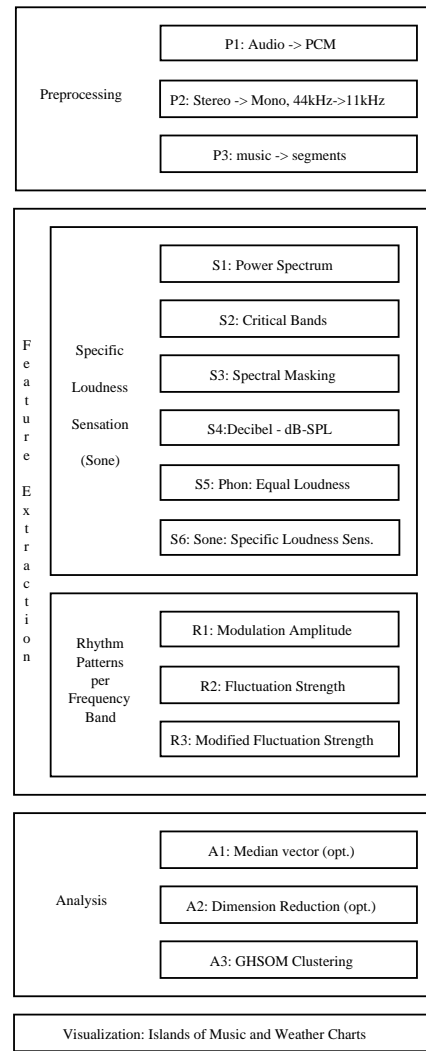 Preprocessing
P1: Audio -> PCM
P2: Stereo -> Mono, 44kHz->11kHz
P3: music -> segments
Feature Extraction
Specific
Loudness
Sensation
(Sone)
S1: Power Spectrum
S2: Critical Bands
S3: Spectral Masking
S4:Decibel - dB-SPL
S5: Phon: Equal Loudness
S6: Sone: Specific Loudness Sens.
Rhythm
Patterns
per
Frequency
Band
R1: Modulation Amplitude
R2: Fluctuation Strength
R3: Modified Fluctuation Strength
Analysis
A1: Median vector (opt.)
A2: Dimension Reduction (opt.)
A3: GHSOM Clustering
Visualization: Islands of Music and Weather Charts